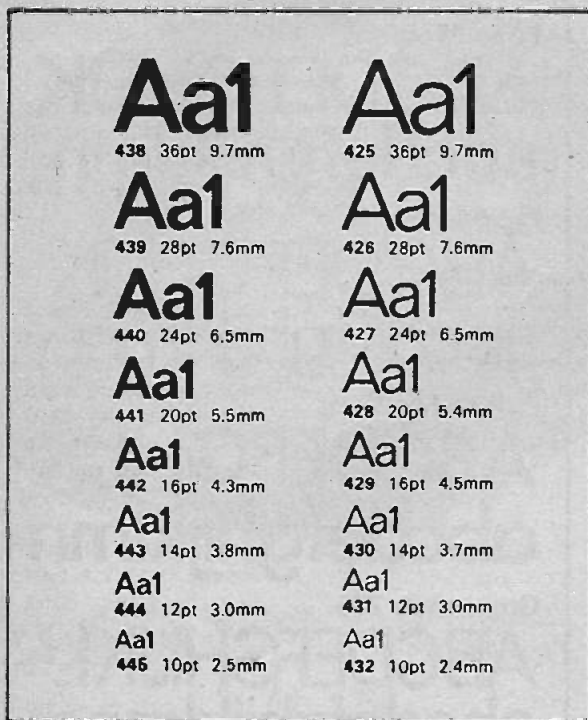 Aa1 Aa1
438 36pt 9.7mm 425 36pt 9.7mm
Aa1 Aa1
439 28pt 7.6mm 426 28pt 7.6mm
Aa1 Aa1
440 24pt 6.5mm 427 24pt 6.5mm
Aa1 Aa1
441 20pt 5.5mm 428 20pt 5.4mm
Aa1 Aa1
442 16pt 4.3mm 429 16pt 4.5mm
Aa1 Aa1
443 14pt 3.8mm 430 14pt 3.7mm
Aa1 Aa1
444 12pt 3.0mm 431 12pt 3.0mm
Aa1 Aa1
445 10pt 2.5mm 432 10pt 2.4mm